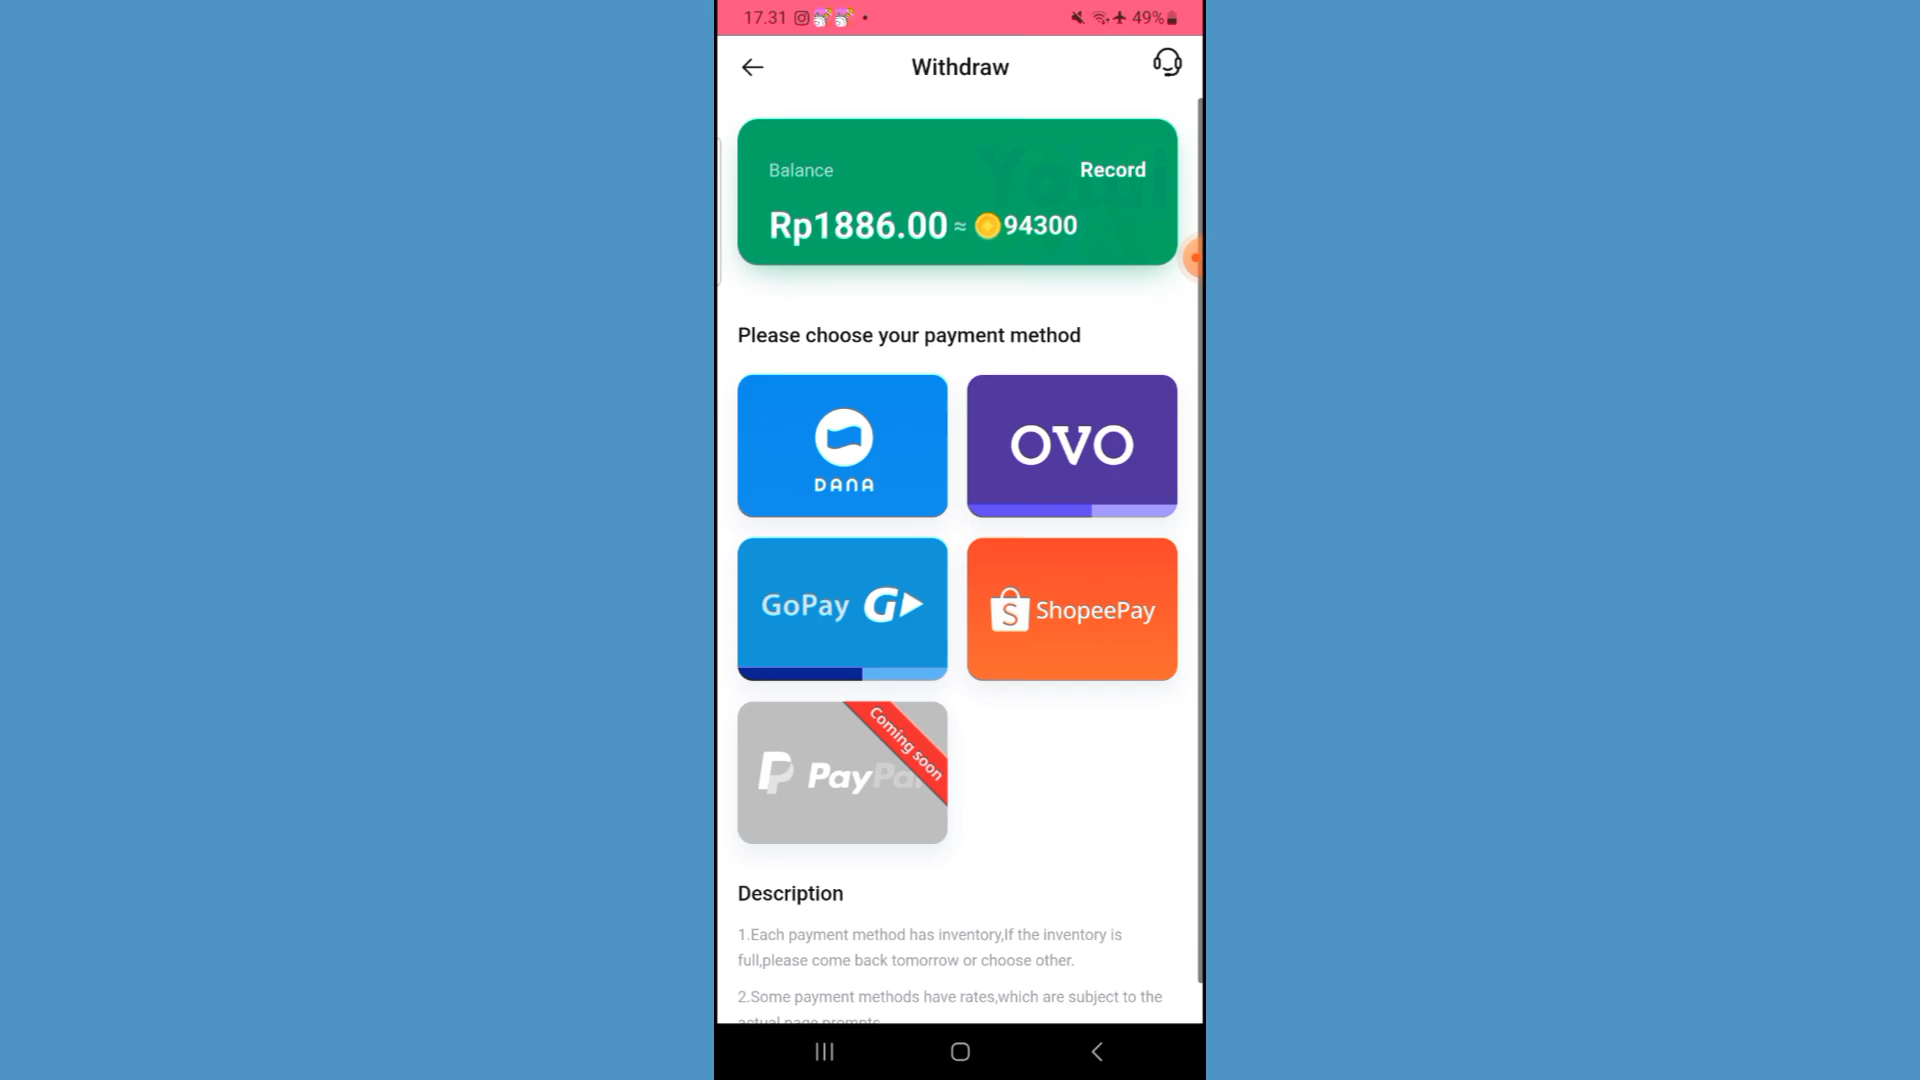 17.31
49%
Withdraw
Balance
Record
Rp1886.00 ≈ 94300
Please choose your payment method
DANA
OVO
GoPay
S ShopeePay
PayPal
Coming soon
Description
1.Each payment method has inventory,If the inventory is
full,please come back tomorrow or choose other.
2.Some payment methods have rates,which are subject to the
actual page prompts